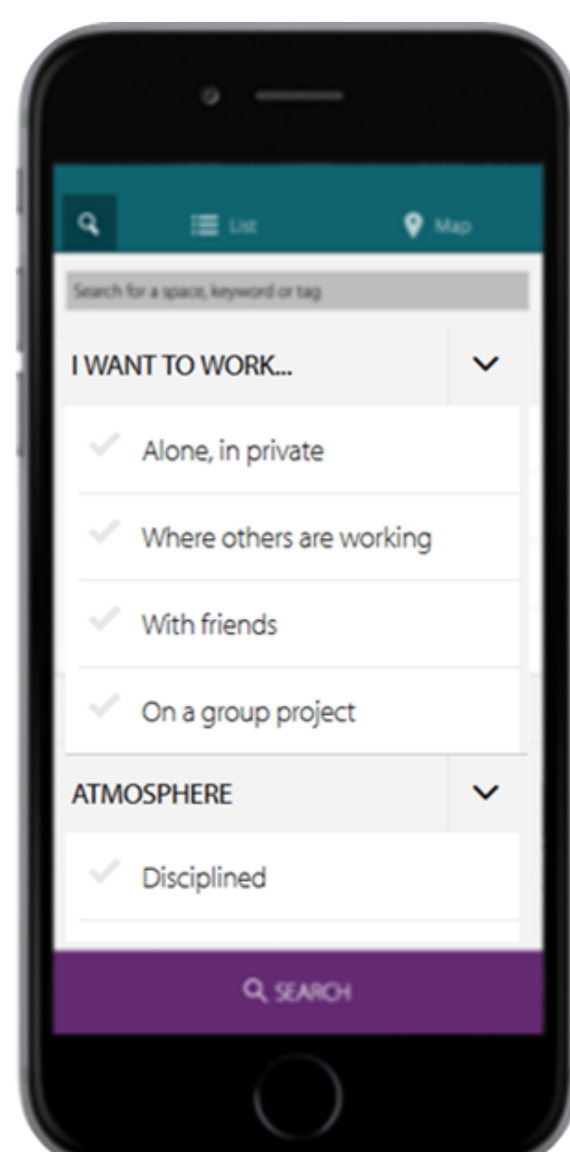 List
Map
Search for a space, keyword or tag
I WANT TO WORK...
Alone, in private
Where others are working
With friends
On a group project
ATMOSPHERE
Disciplined
SEARCH